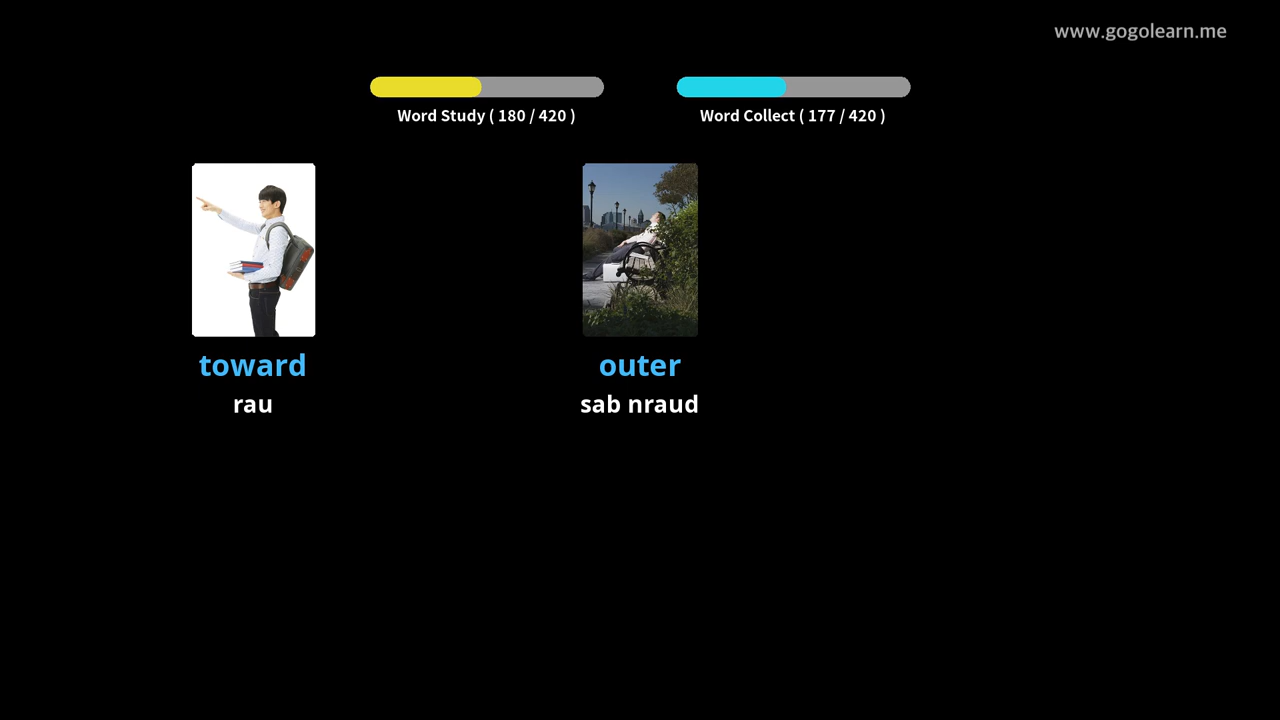 www.gogolearn.me
Word Study ( 180 / 420 )
Word Collect ( 177 / 420 )
toward
outer
rau
sab nraud